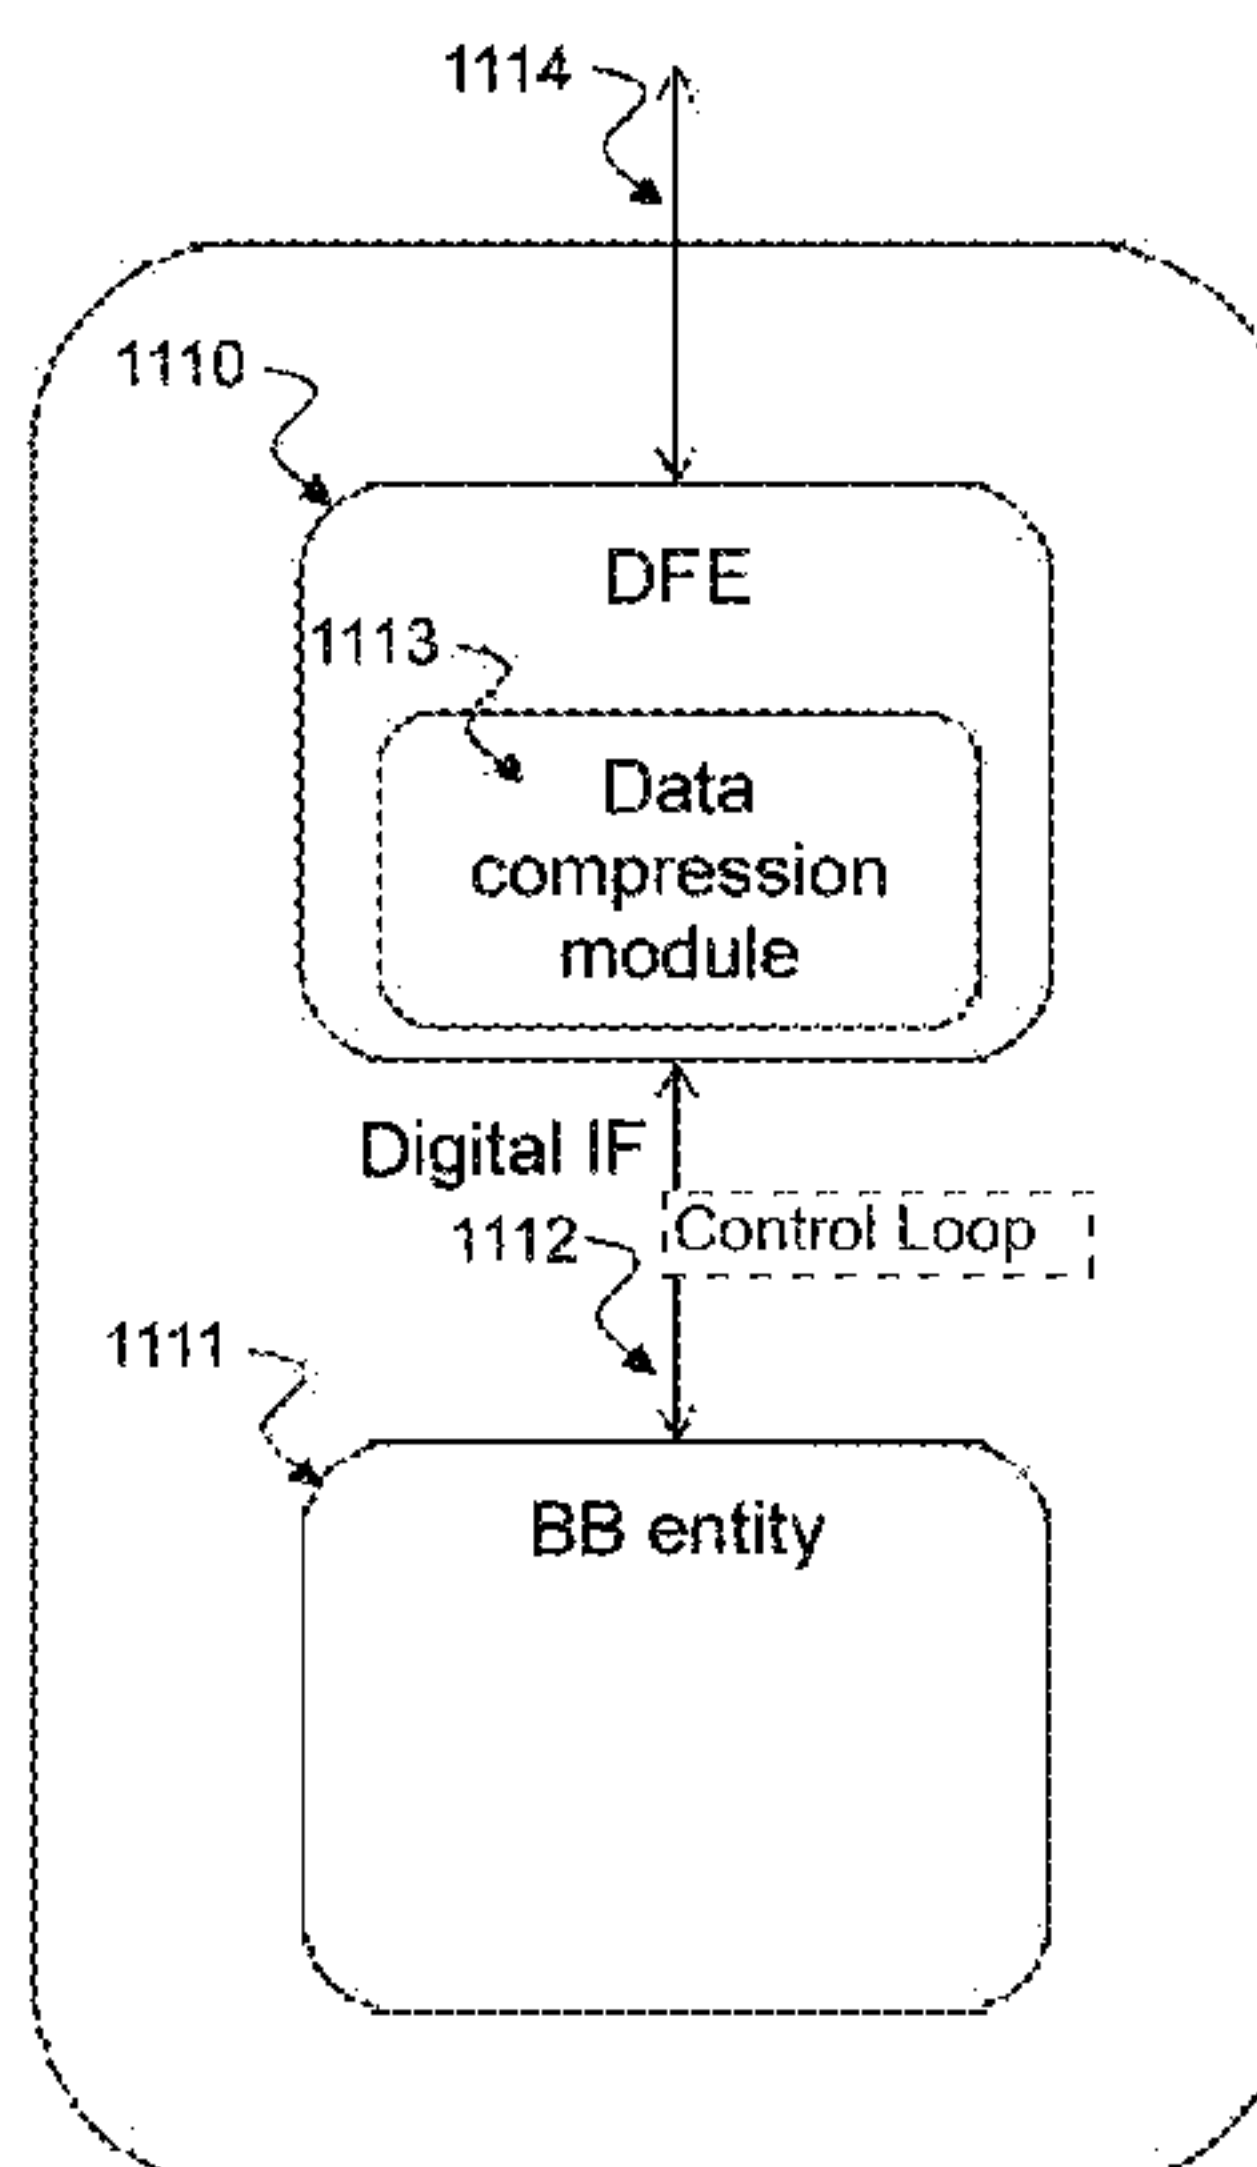 1114
1110
DFE
1113
Data
compression
module
Digital IF
Control Loop
1112
1111
BB entity